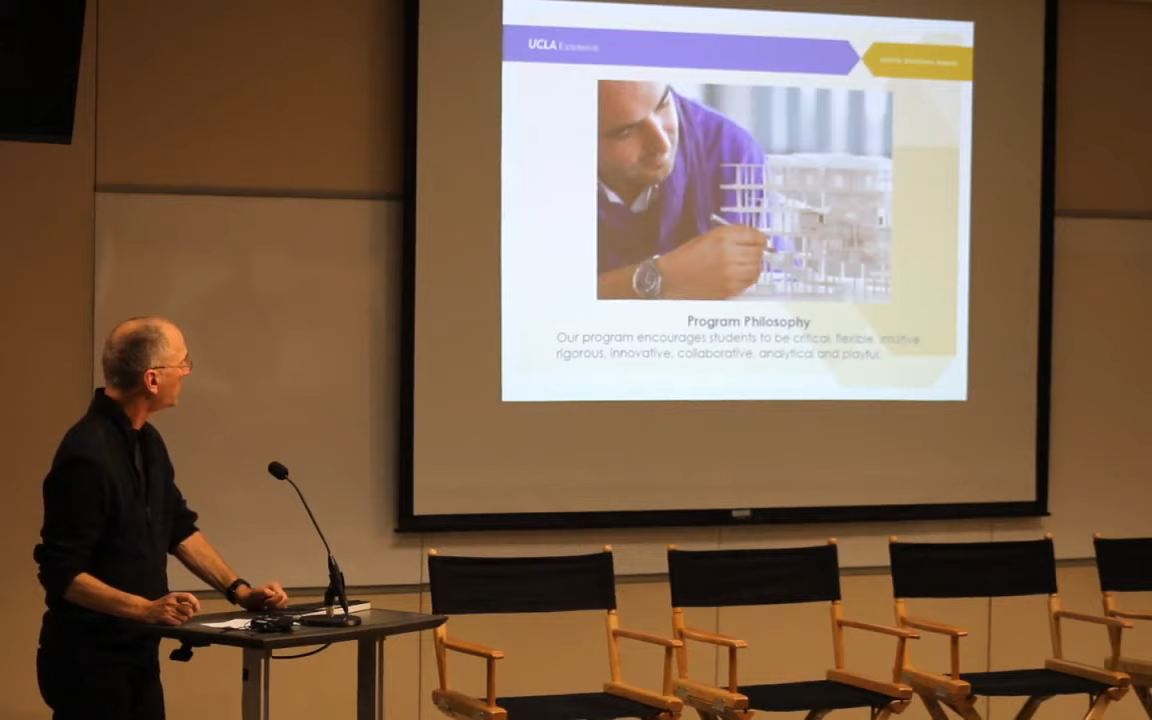 UCLA Extension
Program Philosophy
Our program encourages students to be critical, flexible, intuitive
rigorous, innovative, collaborative, analytical and playful.